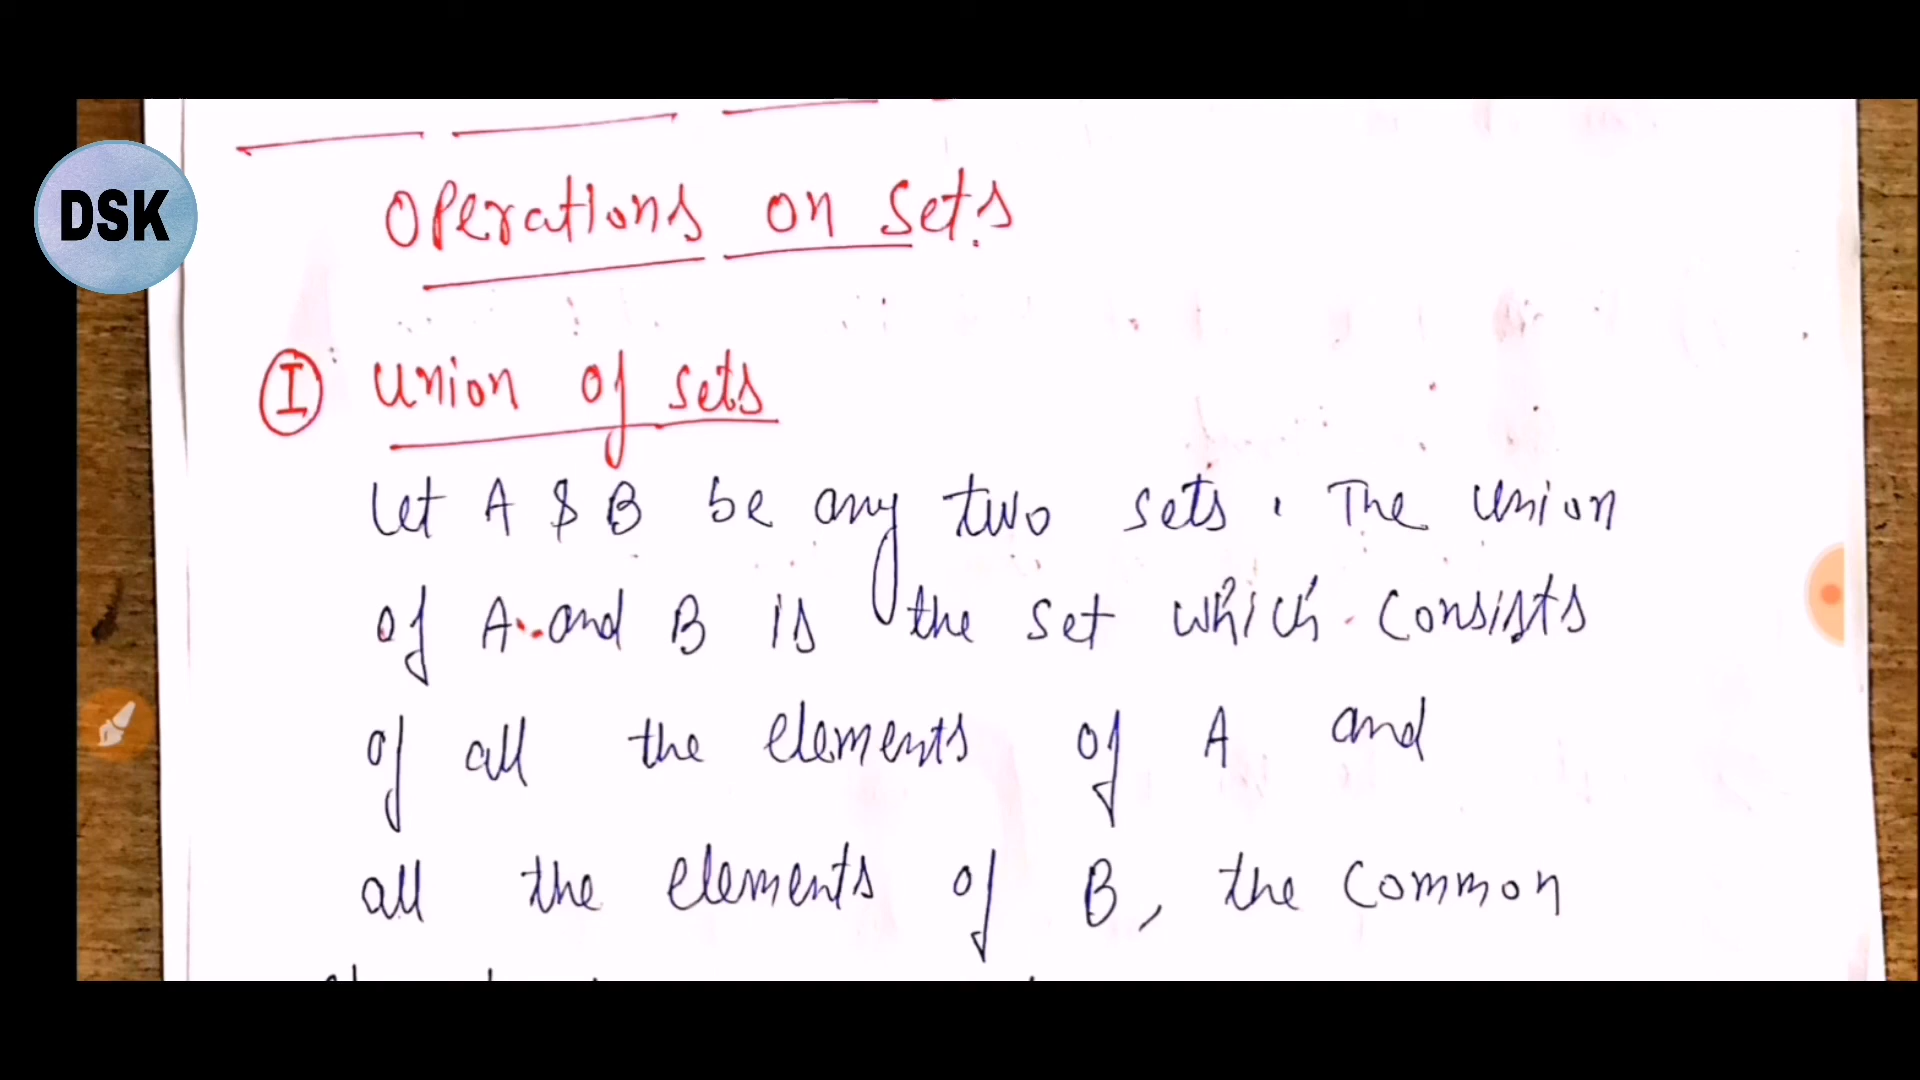 DSK
Operations on Sets
I Union of sets
Let A & B be any two sets. The Union
of A and B is the set which consists
of all the elements of A and
all the elements of B, the common